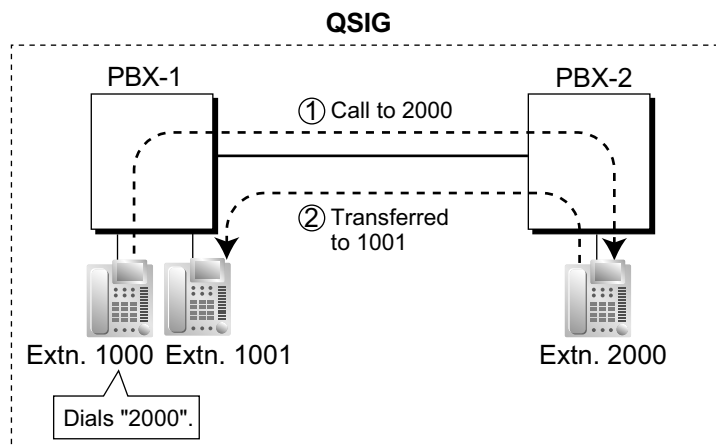 QSIG
PBX-1
PBX-2
① Call to 2000
② Transferred
to 1001
Extn. 1000
Extn. 1001
Extn. 2000
Dials "2000".